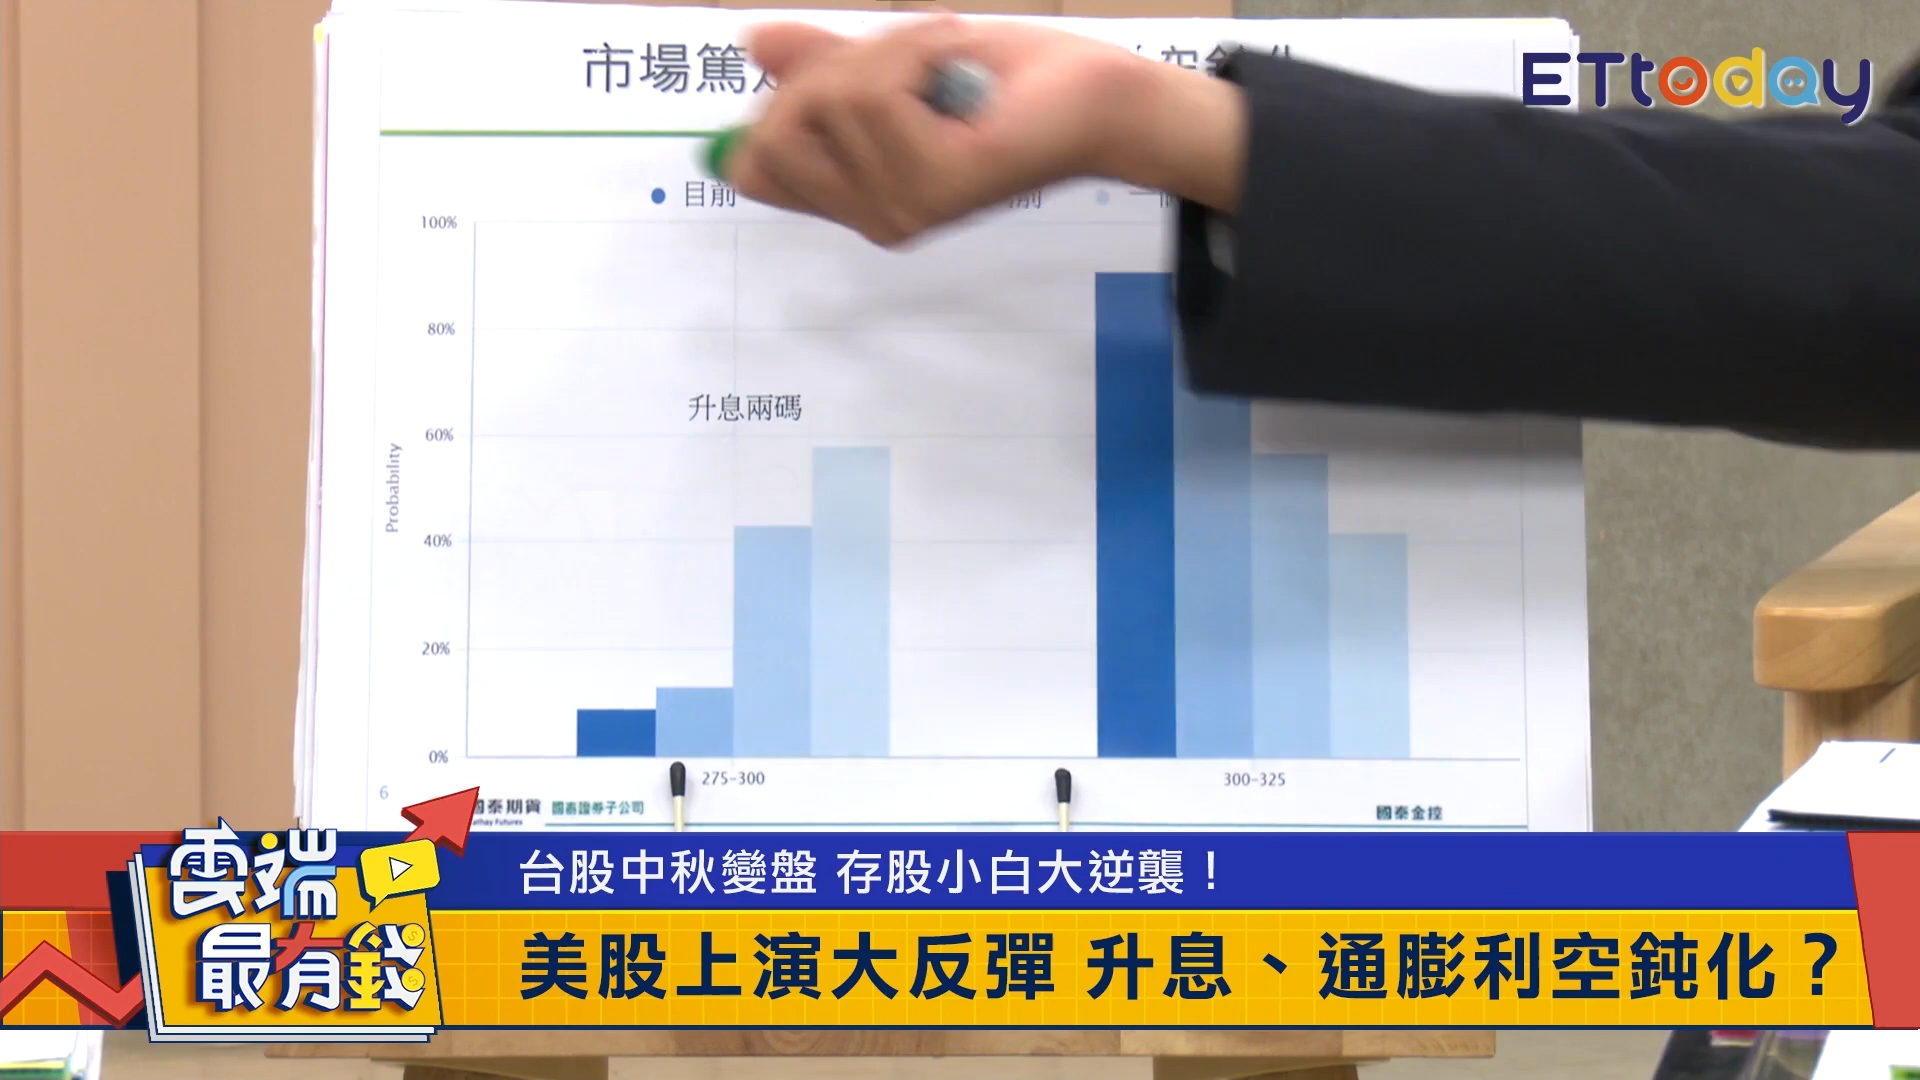 市場篤
ETtoday
目前
100%
80%
升息兩碼
60%
Probability
40%
20%
0%
275-300
300-325
6
國泰期貨 國泰證券子公司
Cathay Futures
國泰金控
雲端最有錢
台股中秋變盤 存股小白大逆襲！
美股上演大反彈 升息、通膨利空鈍化？